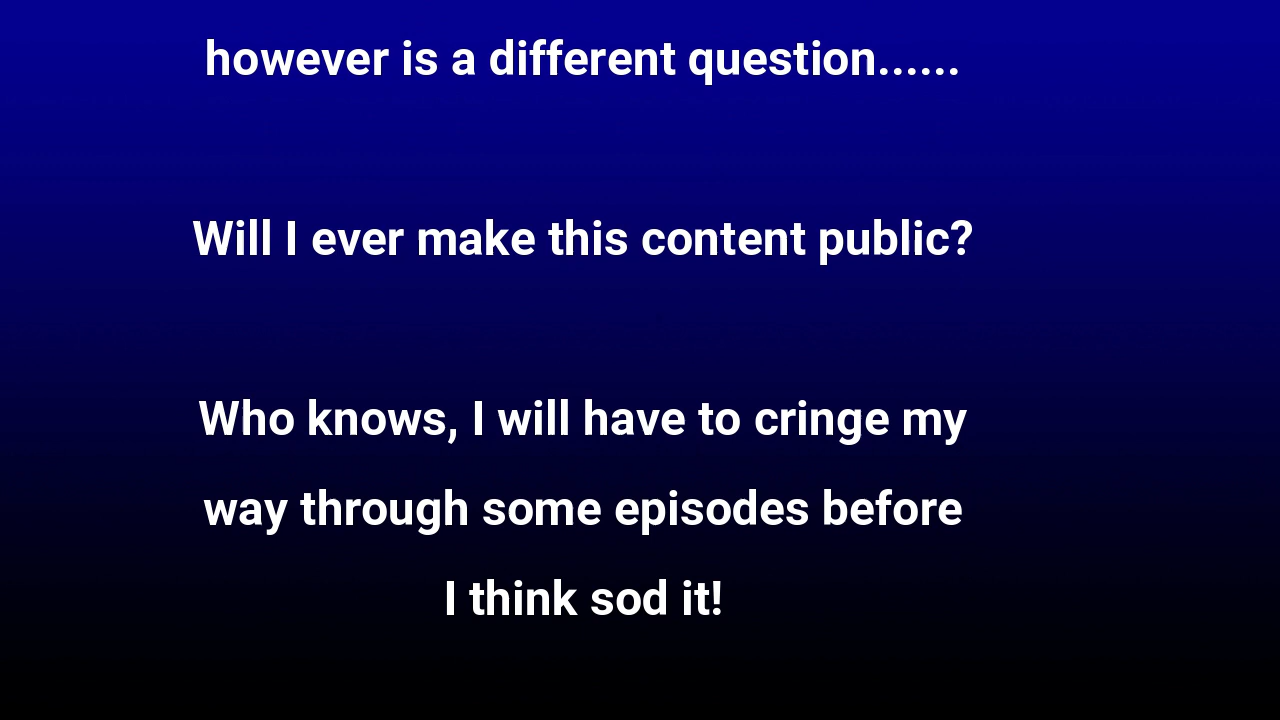 however is a different question......
Will I ever make this content public?
Who knows, I will have to cringe my
way through some episodes before
I think sod it!